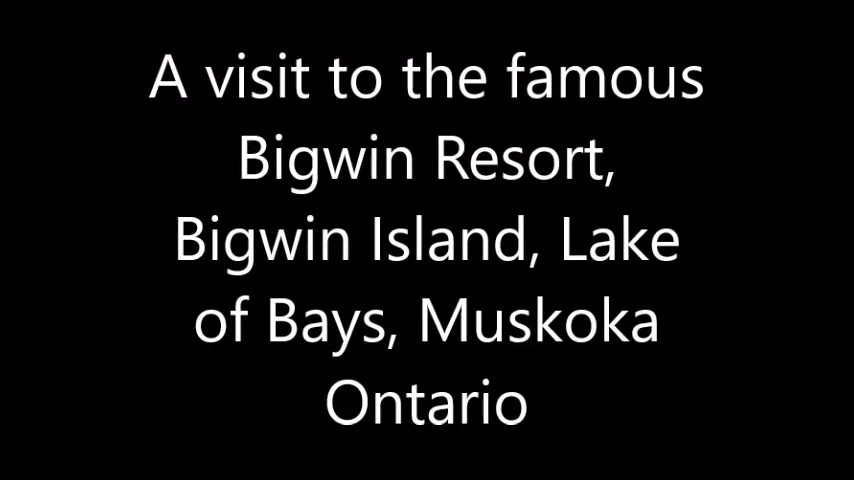 A visit to the famous
Bigwin Resort,
Bigwin Island, Lake
of Bays, Muskoka
Ontario